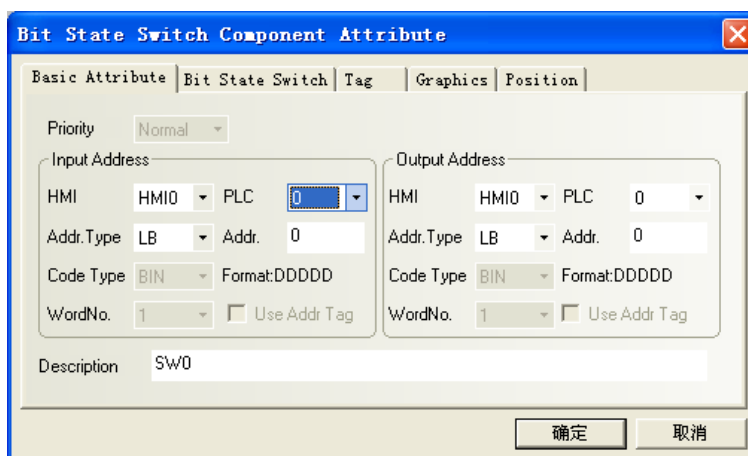 Bit State Switch Component Attribute
Basic Attribute Bit State Switch Tag Graphics Position
Priority Normal
Input Address Output Address
HMI HMI0 PLC 0 HMI HMI0 PLC 0
Addr.Type LB Addr. 0 Addr.Type LB Addr. 0
Code Type BIN Format:DDDDD Code Type BIN Format:DDDDD
WordNo. 1 Use Addr Tag WordNo. 1 Use Addr Tag
Description SW0
确定 取消